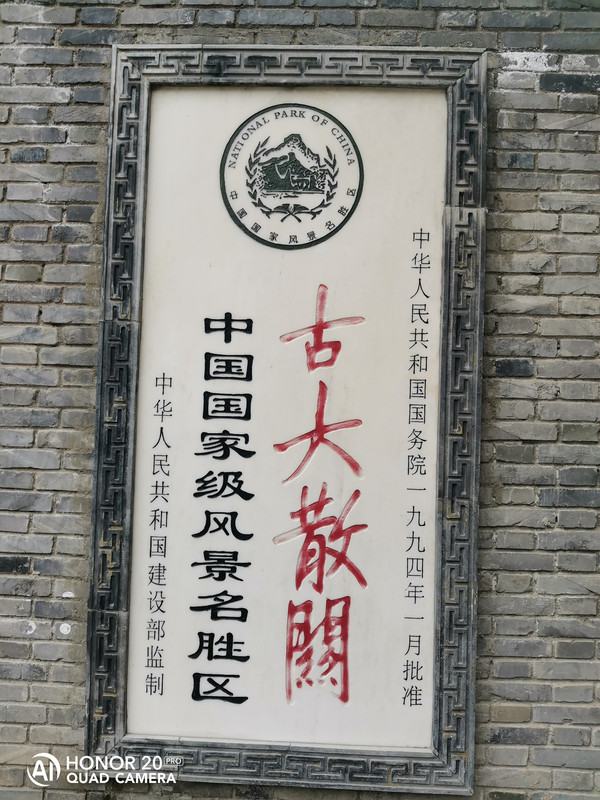 NATIONAL PARK OF CHINA
中国国家风景名胜区
中华人民共和国国务院一九九四年一月批准
古大散關
中国国家级风景名胜区
中华人民共和国建设部监制
HONOR 20 PRO
QUAD CAMERA